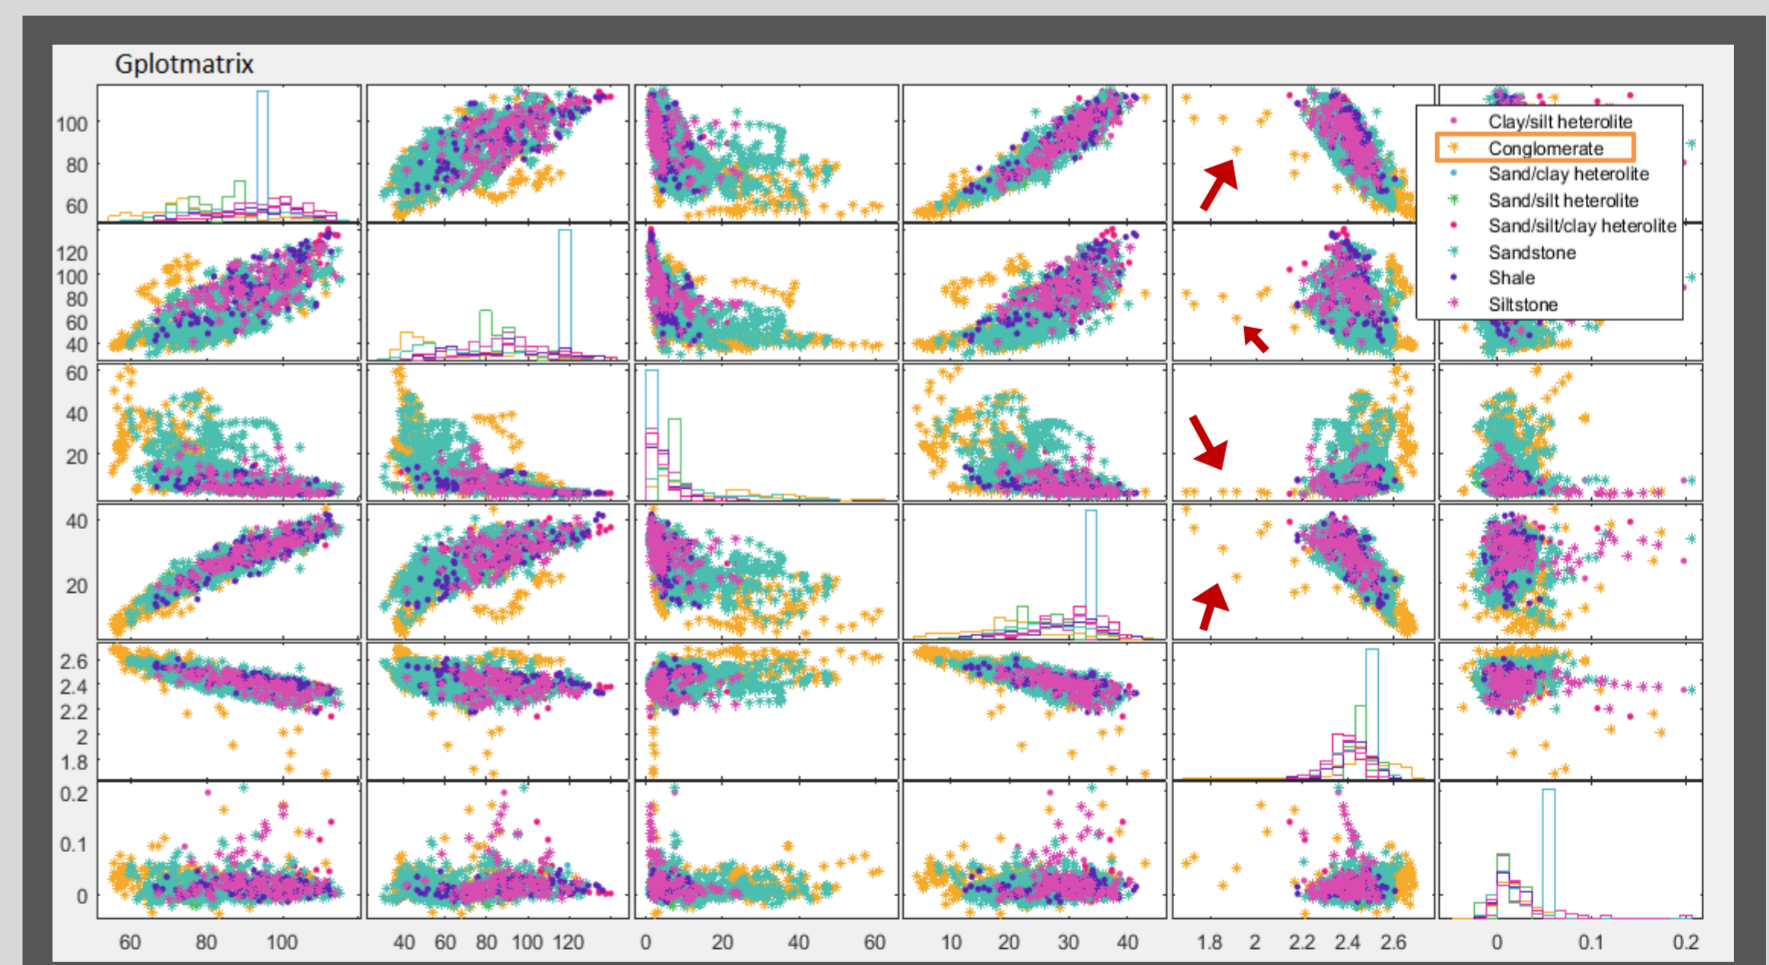 Gplotmatrix
100
80
60
Clay/silt heterolite
Conglomerate
Sand/clay heterolite
Sand/silt heterolite
Sand/silt/clay heterolite
Sandstone
Shale
Siltstone
120
100
80
60
40
60
40
20
40
20
2.6
2.4
2.2
2
1.8
0.2
0.1
0
60 80 100 40 60 80 100 120 0 20 40 60 10 20 30 40 1.8 2 2.2 2.4 2.6 0 0.1 0.2